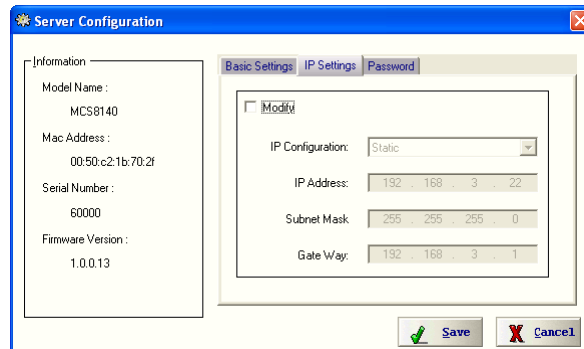 Server Configuration
Information
Model Name :
MCS8140
Mac Address :
00:50:c2:1b:70:2f
Serial Number :
60000
Firmware Version :
1.0.0.13
Basic Settings
IP Settings
Password
Modify
IP Configuration: Static
IP Address: 192 . 168 . 3 . 22
Subnet Mask 255 . 255 . 255 . 0
Gate Way: 192 . 168 . 3 . 1
Save
Cancel